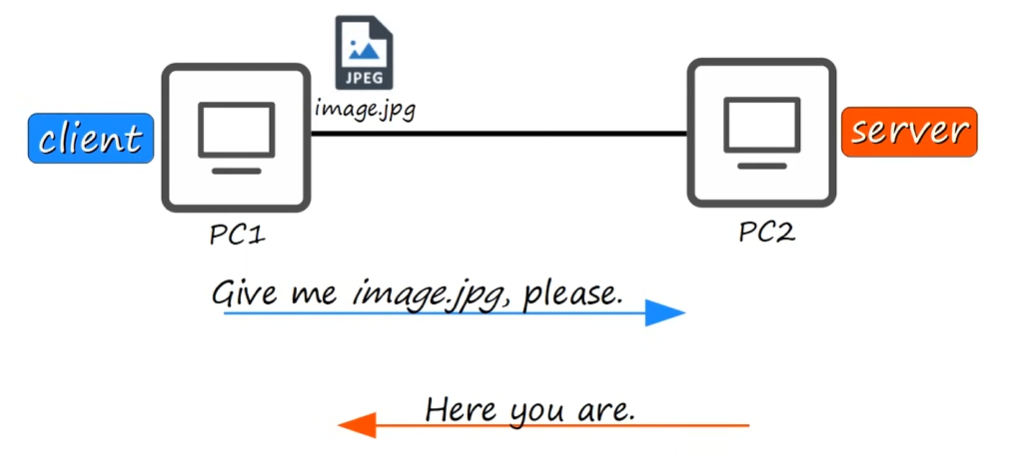 JPEG
image.jpg
client
server
PC1
PC2
Give me image.jpg, please.
Here you are.